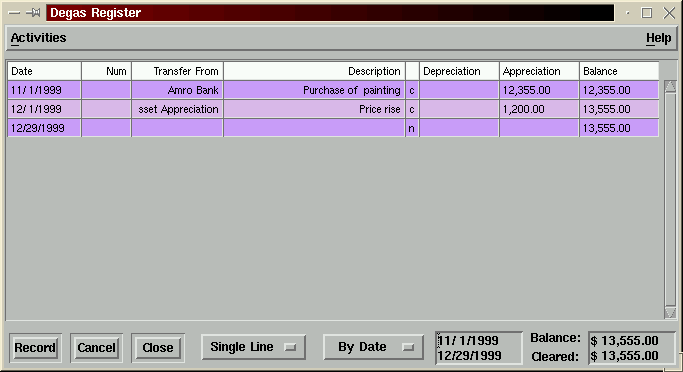 Degas Register
Activities Help
Date Num Transfer From Description Depreciation Appreciation Balance
11/ 1/1999 Amro Bank Purchase of painting c 12,355.00 12,355.00
12/ 1/1999 sset Appreciation Price rise c 1,200.00 13,555.00
12/29/1999 n 13,555.00
Record Cancel Close Single Line By Date
11/ 1/1999 Balance: $ 13,555.00
12/29/1999 Cleared: $ 13,555.00